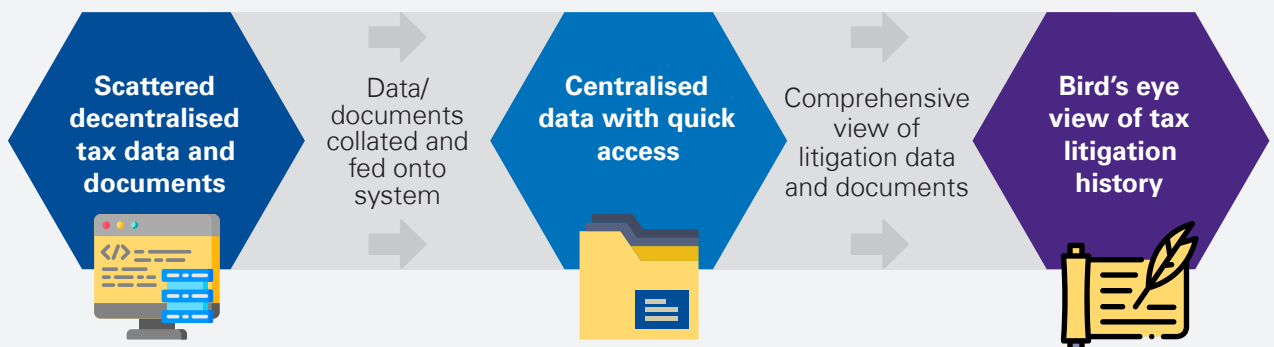 Scattered
decentralised
tax data and
documents
Data/
documents
collated and
fed onto
system
Centralised
data with quick
access
Comprehensive
view of
litigation data
and documents
Bird’s eye
view of tax
litigation
history
</>